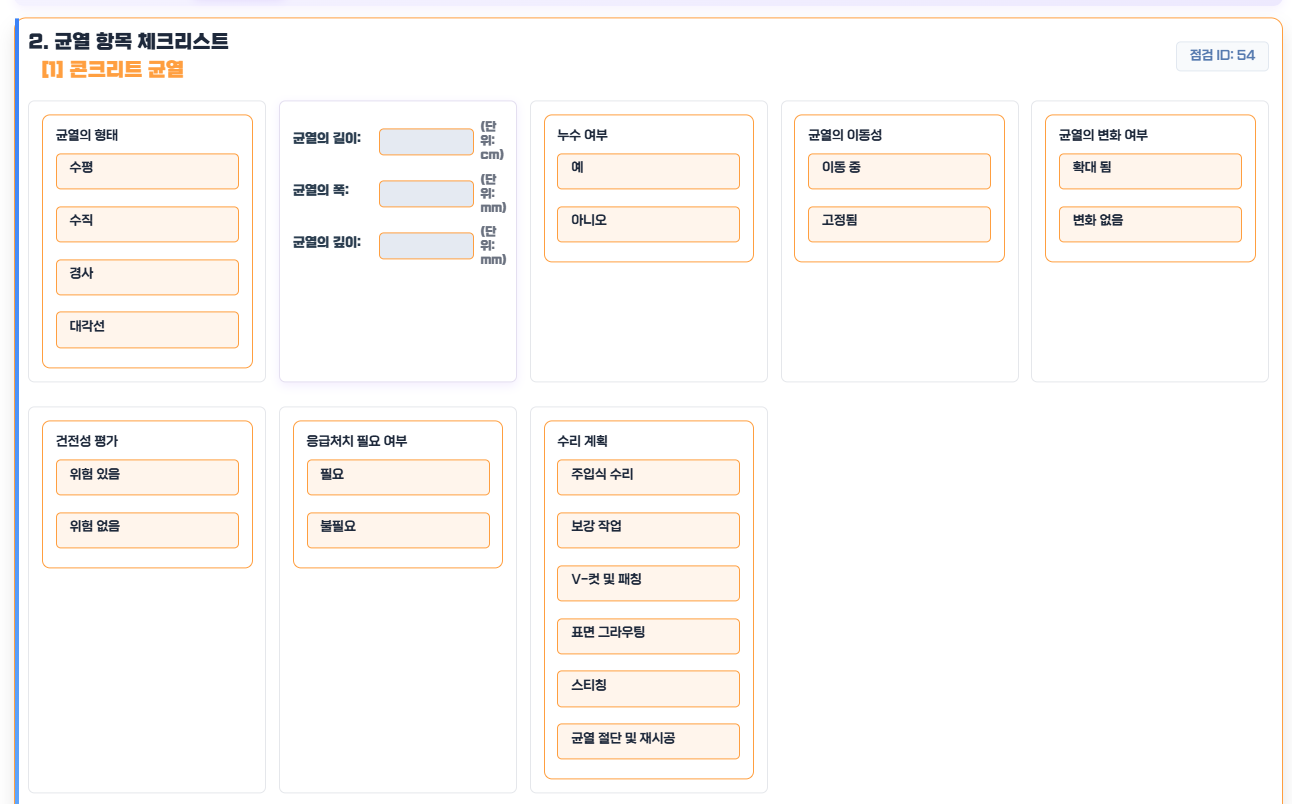 2. 균열 항목 체크리스트
[1] 콘크리트 균열
점검 ID: 54
균열의 형태
수평
수직
경사
대각선
균열의 길이:
(단
위:
cm)
균열의 폭:
(단
위:
mm)
균열의 깊이:
(단
위:
mm)
누수 여부
예
아니오
균열의 이동성
이동 중
고정됨
균열의 변화 여부
확대 됨
변화 없음
건전성 평가
위험 있음
위험 없음
응급처치 필요 여부
필요
불필요
수리 계획
주입식 수리
보강 작업
V-컷 및 패칭
표면 그라우팅
스티칭
균열 절단 및 재시공